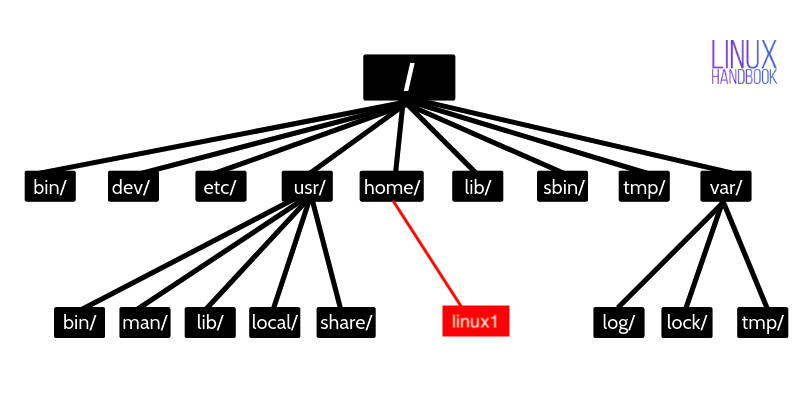 LINUX
HANDBOOK
/
bin/ dev/ etc/ usr/ home/ lib/ sbin/ tmp/ var/
bin/ man/ lib/ local/ share/ linux1 log/ lock/ tmp/